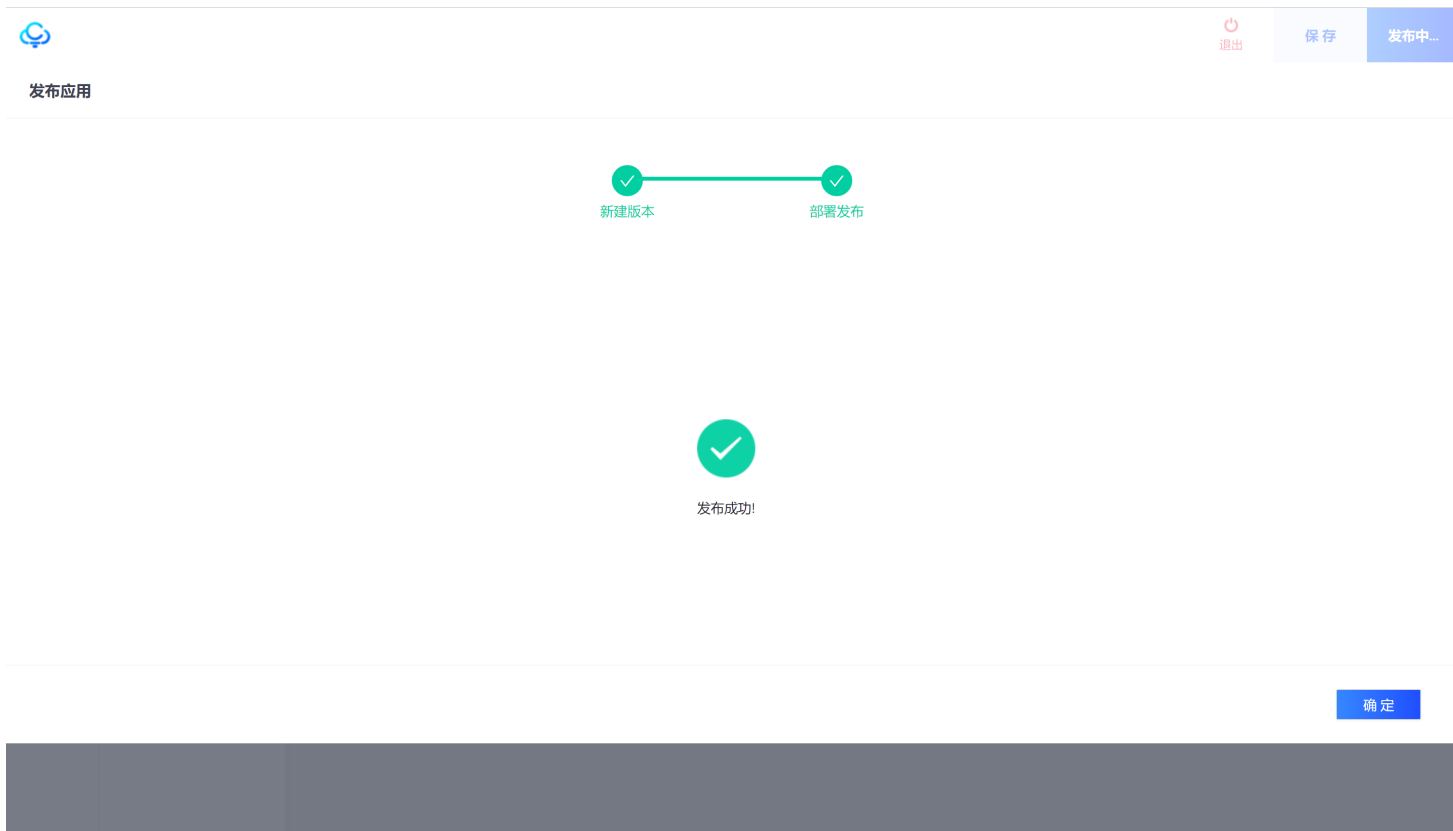 退出
保存
发布中...
发布应用
新建版本
部署发布
发布成功!
确定